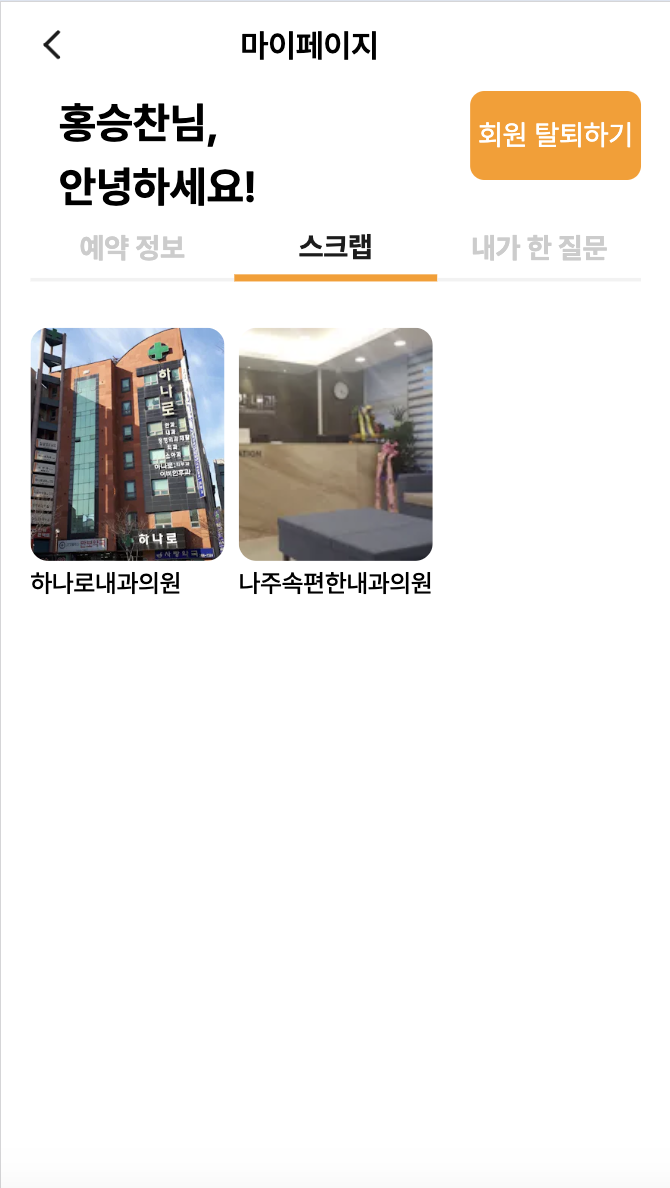 마이페이지
홍승찬님,
안녕하세요!
회원 탈퇴하기
예약 정보
스크랩
내가 한 질문
하나로
하나로
하나로내과의원
나주속편한내과의원